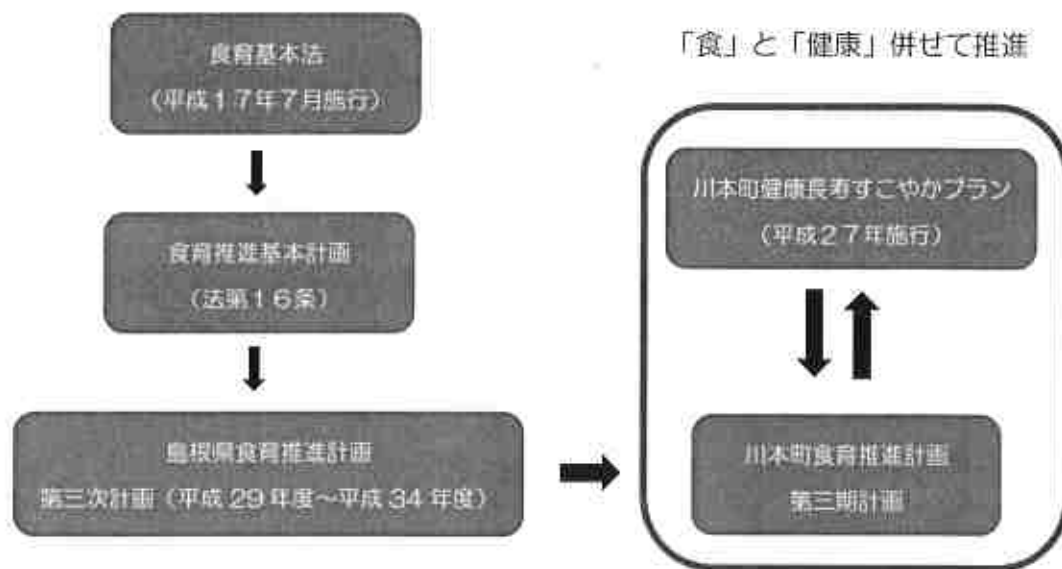 食育基本法
（平成１７年７月施行）
食育推進基本計画
（法第１６条）
島根県食育推進計画
第三次計画（平成 29 年度～平成 34 年度）
「食」と「健康」併せて推進
川本町健康長寿すこやかプラン
（平成２７年施行）
川本町食育推進計画
第三期計画